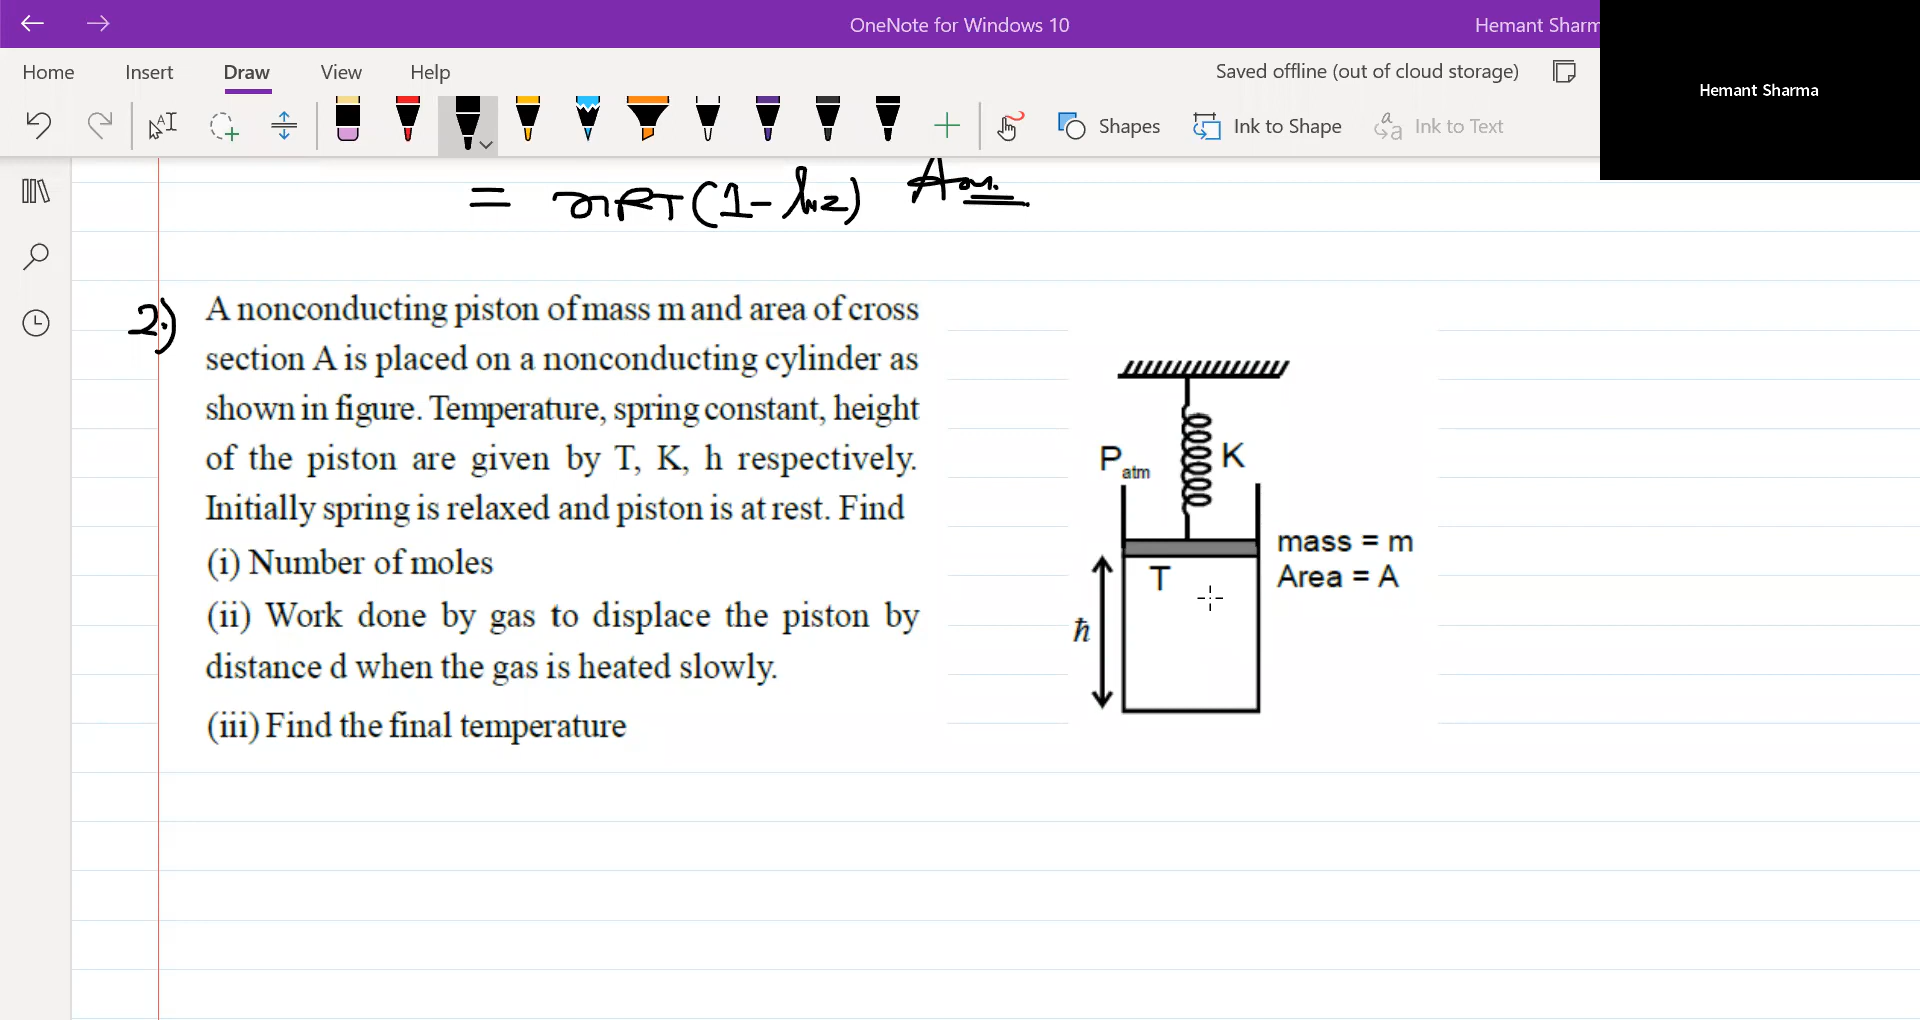 OneNote for Windows 10
Hemant Sharm
Hemant Sharma
Home Insert Draw View Help
Saved offline (out of cloud storage)
Shapes Ink to Shape Ink to Text
= nRT(1-ln2) Ans.
2.)
A nonconducting piston of mass m and area of cross
section A is placed on a nonconducting cylinder as
shown in figure. Temperature, spring constant, height
of the piston are given by T, K, h respectively.
Initially spring is relaxed and piston is at rest. Find
(i) Number of moles
(ii) Work done by gas to displace the piston by
distance d when the gas is heated slowly.
(iii) Find the final temperature
Patm
K
mass = m
T
Area = A
ħ